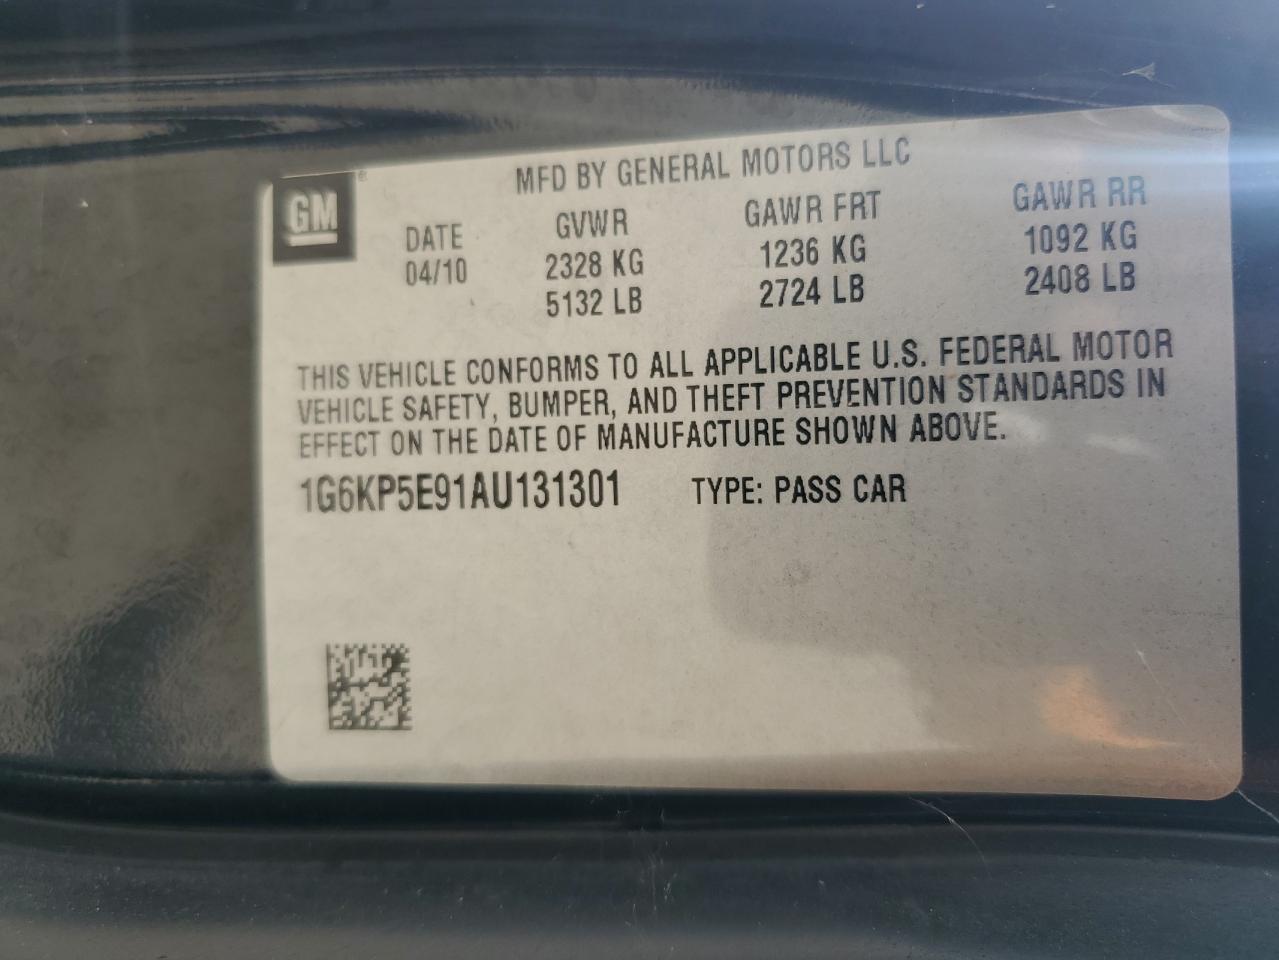 MFD BY GENERAL MOTORS LLC
GM
DATE GVWR GAWR FRT GAWR RR
04/10 2328 KG 1236 KG 1092 KG
5132 LB 2724 LB 2408 LB
THIS VEHICLE CONFORMS TO ALL APPLICABLE U.S. FEDERAL MOTOR
VEHICLE SAFETY, BUMPER, AND THEFT PREVENTION STANDARDS IN
EFFECT ON THE DATE OF MANUFACTURE SHOWN ABOVE.
1G6KP5E91AU131301 TYPE: PASS CAR